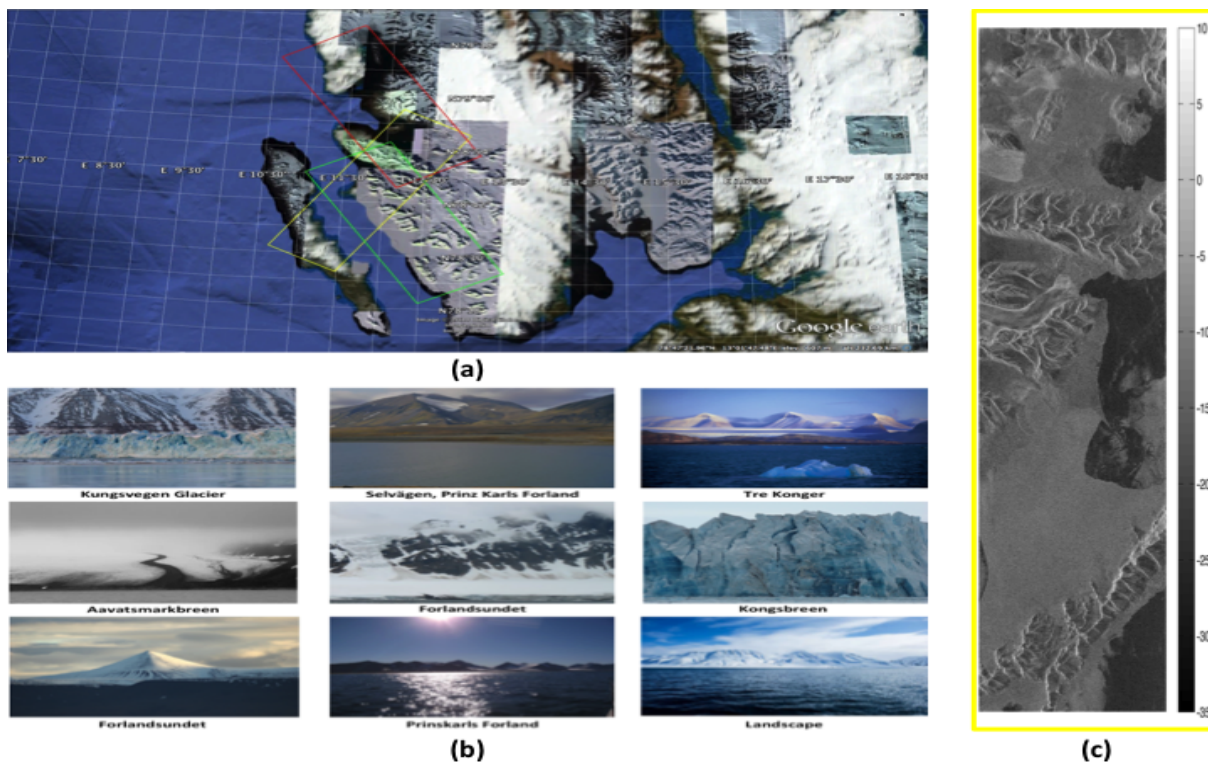 7°30'
E 8°30'
E 9°30'
E 10°30'
E 17°30'
Google earth
(a)
Kungsvegen Glacier
Selvägen, Prinz Karls Forland
Tre Konger
Aavatsmarkbreen
Forlandsundet
Kongsbreen
Forlandsundet
Prinskarls Forland
Landscape
(b)
10
5
0
-5
-10
-15
-20
-25
-30
-35
(c)